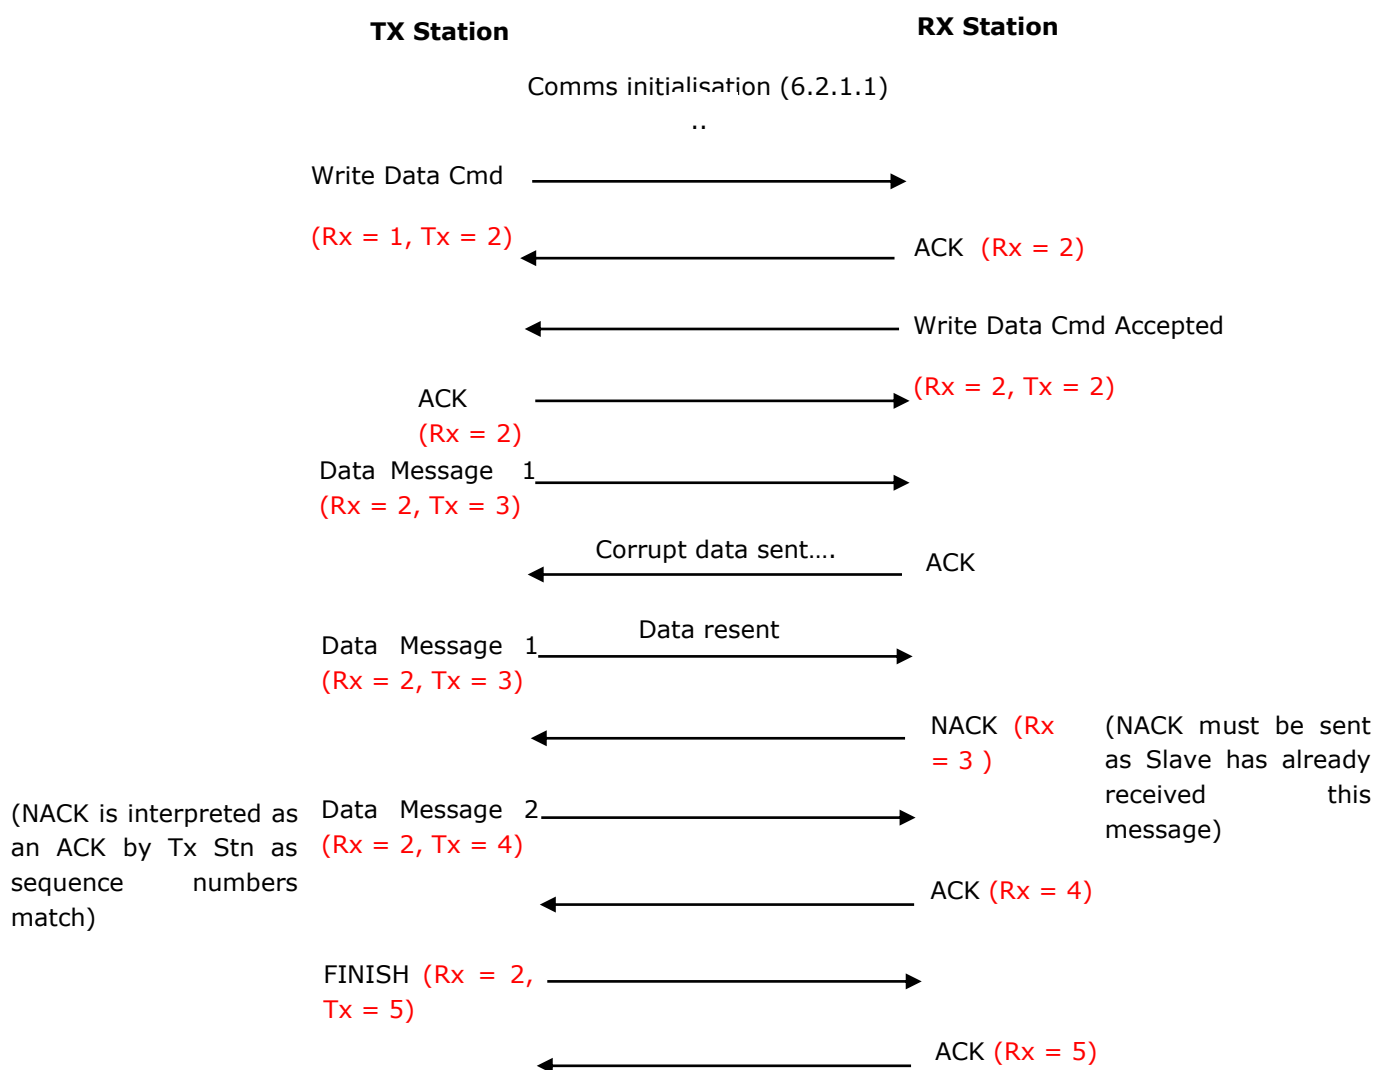 TX Station
RX Station
Comms initialisation (6.2.1.1)
..
Write Data Cmd
(Rx = 1, Tx = 2)
ACK (Rx = 2)
Write Data Cmd Accepted
(Rx = 2, Tx = 2)
ACK
(Rx = 2)
Data Message 1
(Rx = 2, Tx = 3)
Corrupt data sent....
ACK
Data resent
Data Message 1
(Rx = 2, Tx = 3)
NACK (Rx
= 3 )
(NACK must be sent
as Slave has already
received this
message)
(NACK is interpreted as
an ACK by Tx Stn as
sequence numbers
match)
Data Message 2
(Rx = 2, Tx = 4)
ACK (Rx = 4)
FINISH (Rx = 2,
Tx = 5)
ACK (Rx = 5)